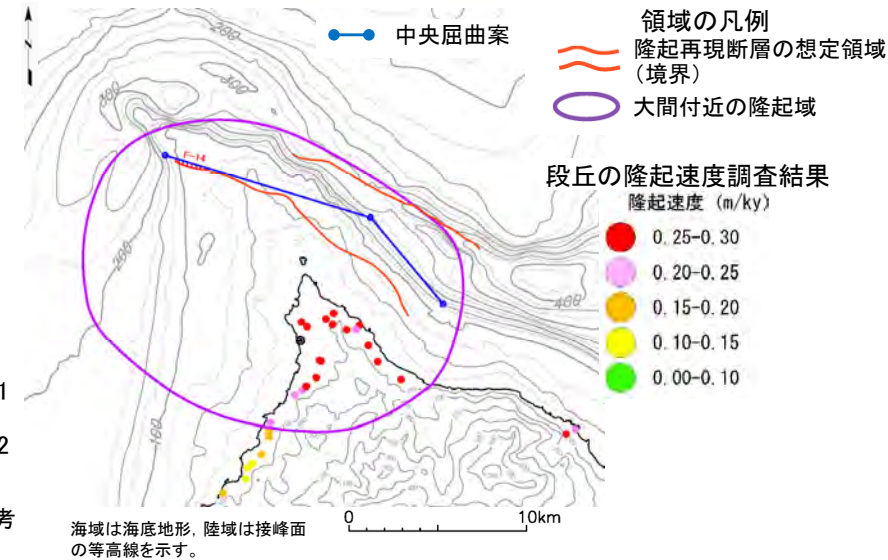 中央屈曲案
領域の凡例
隆起再現断層の想定領域
(境界)
大間付近の隆起域
段丘の隆起速度調査結果
隆起速度 (m/ky)
0.25-0.30
0.20-0.25
0.15-0.20
0.10-0.15
0.00-0.10
200
300
300
F-14
200
400
100
1
2
考
0 10km
海域は海底地形,陸域は接峰面
の等高線を示す。